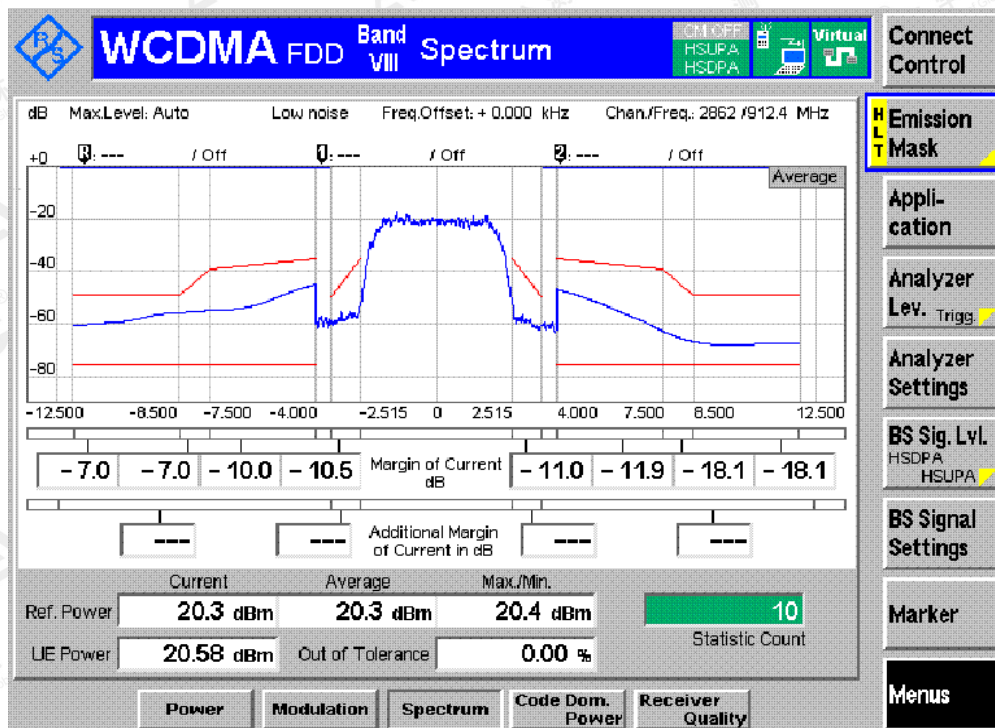 R/S
WCDMA FDD Band VIII Spectrum
CM OFF
HSUPA
HSDPA
Virtual
Connect Control
dB Max.Level: Auto Low noise Freq.Offset: + 0.000 kHz Chan./Freq.: 2862 /912.4 MHz
HLT Emission Mask
+0 R: --- / Off 1: --- / Off 2: --- / Off
Average
-20
-40
-60
-80
Appli-cation
Analyzer Lev. Trigg.
Analyzer Settings
-12.500 -8.500 -7.500 -4.000 -2.515 0 2.515 4.000 7.500 8.500 12.500
BS Sig. Lvl.
HSDPA
HSUPA
- 7.0 - 7.0 - 10.0 - 10.5 Margin of Current dB - 11.0 - 11.9 - 18.1 - 18.1
--- --- Additional Margin of Current in dB --- ---
BS Signal Settings
Current Average Max./Min.
Ref. Power 20.3 dBm 20.3 dBm 20.4 dBm 10
Statistic Count
UE Power 20.58 dBm Out of Tolerance 0.00 %
Marker
Menus
Power Modulation Spectrum Code Dom. Power Receiver Quality